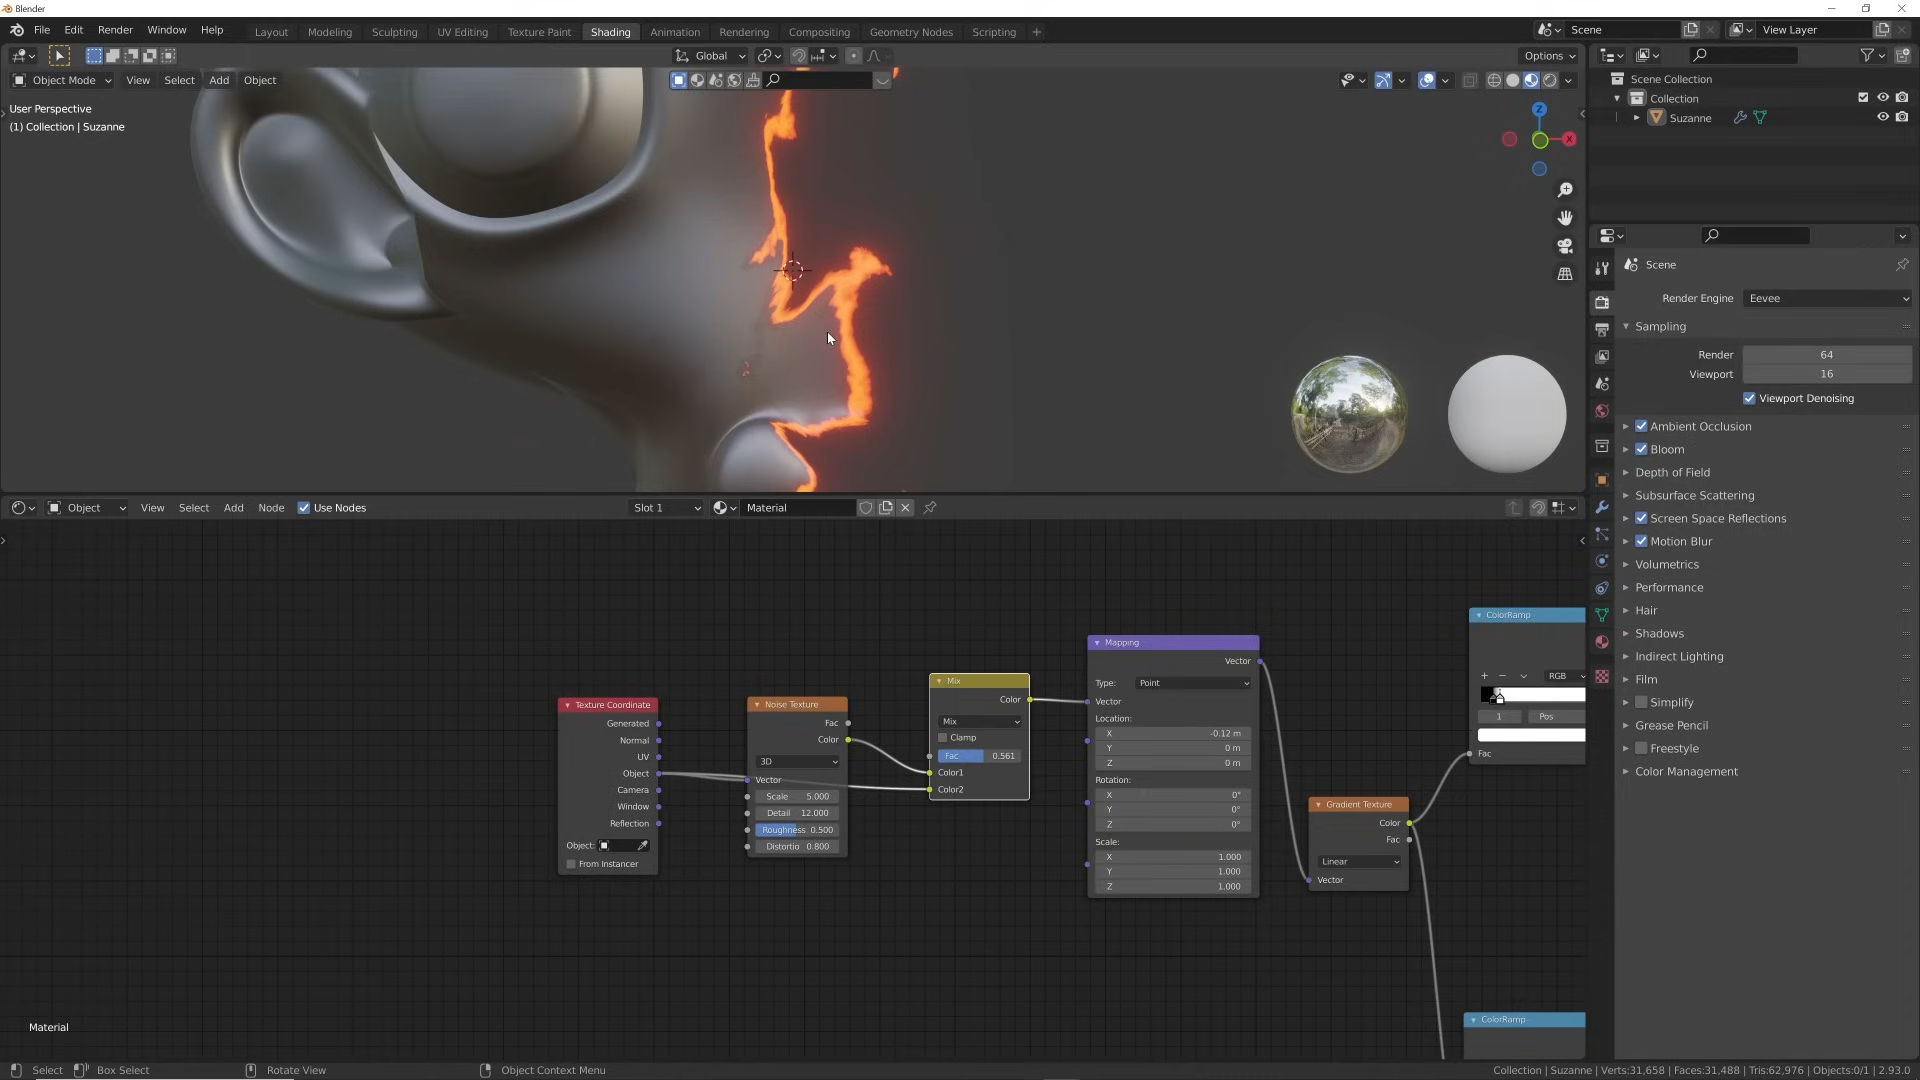 Blender
File Edit Render Window Help Layout Modeling Sculpting UV Editing Texture Paint Shading Animation Rendering Compositing Geometry Nodes Scripting + Scene View Layer
Global Options
Object Mode View Select Add Object
User Perspective
(1) Collection | Suzanne
Z
X
Scene Collection
Collection
Suzanne
Scene
Render Engine Eevee
Sampling
Render 64
Viewport 16
Viewport Denoising
Ambient Occlusion
Bloom
Depth of Field
Subsurface Scattering
Screen Space Reflections
Motion Blur
Volumetrics
Performance
Hair
Shadows
Indirect Lighting
Film
Simplify
Grease Pencil
Freestyle
Color Management
Object View Select Add Node Use Nodes Slot 1 Material
Texture Coordinate
Generated
Normal
UV
Object
Camera
Window
Reflection
Object:
From Instancer
Noise Texture
Fac
Color
3D
Vector
Scale 5.000
Detail 12.000
Roughness 0.500
Distortio 0.800
Mix
Color
Mix
Clamp
Fac 0.561
Color1
Color2
Mapping
Vector
Type: Point
Vector
Location:
X -0.12 m
Y 0 m
Z 0 m
Rotation:
X 0°
Y 0°
Z 0°
Scale:
X 1.000
Y 1.000
Z 1.000
Gradient Texture
Color
Fac
Linear
Vector
ColorRamp
+ − RGB
1 Pos
Fac
ColorRamp
Material
Select Box Select Rotate View Object Context Menu Collection | Suzanne | Verts:31,658 | Faces:31,488 | Tris:62,976 | Objects:0/1 | 2.93.0